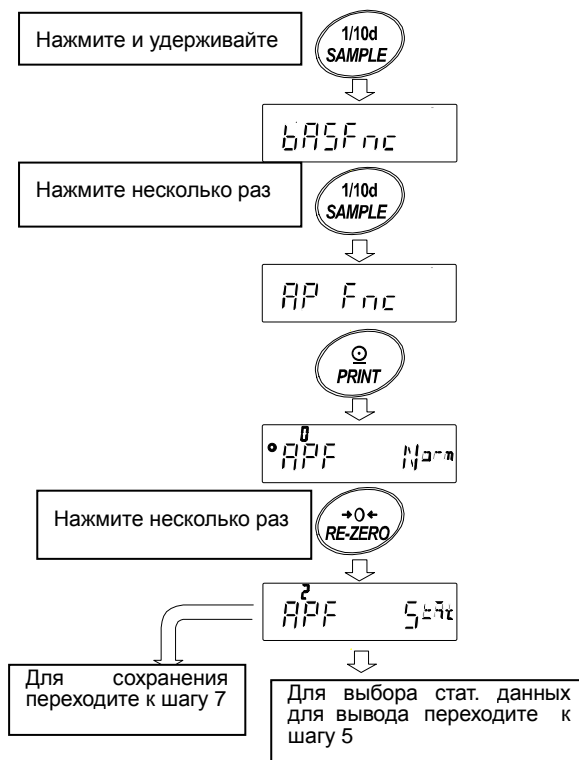 Нажмите и удерживайте
1/10d
SAMPLE
bASFnc
Нажмите несколько раз
1/10d
SAMPLE
AP Fnc
PRINT
0
APF Norm
Нажмите несколько раз
→0←
RE-ZERO
2
APF StAt
Для сохранения
переходите к шагу 7
Для выбора стат. данных
для вывода переходите к
шагу 5